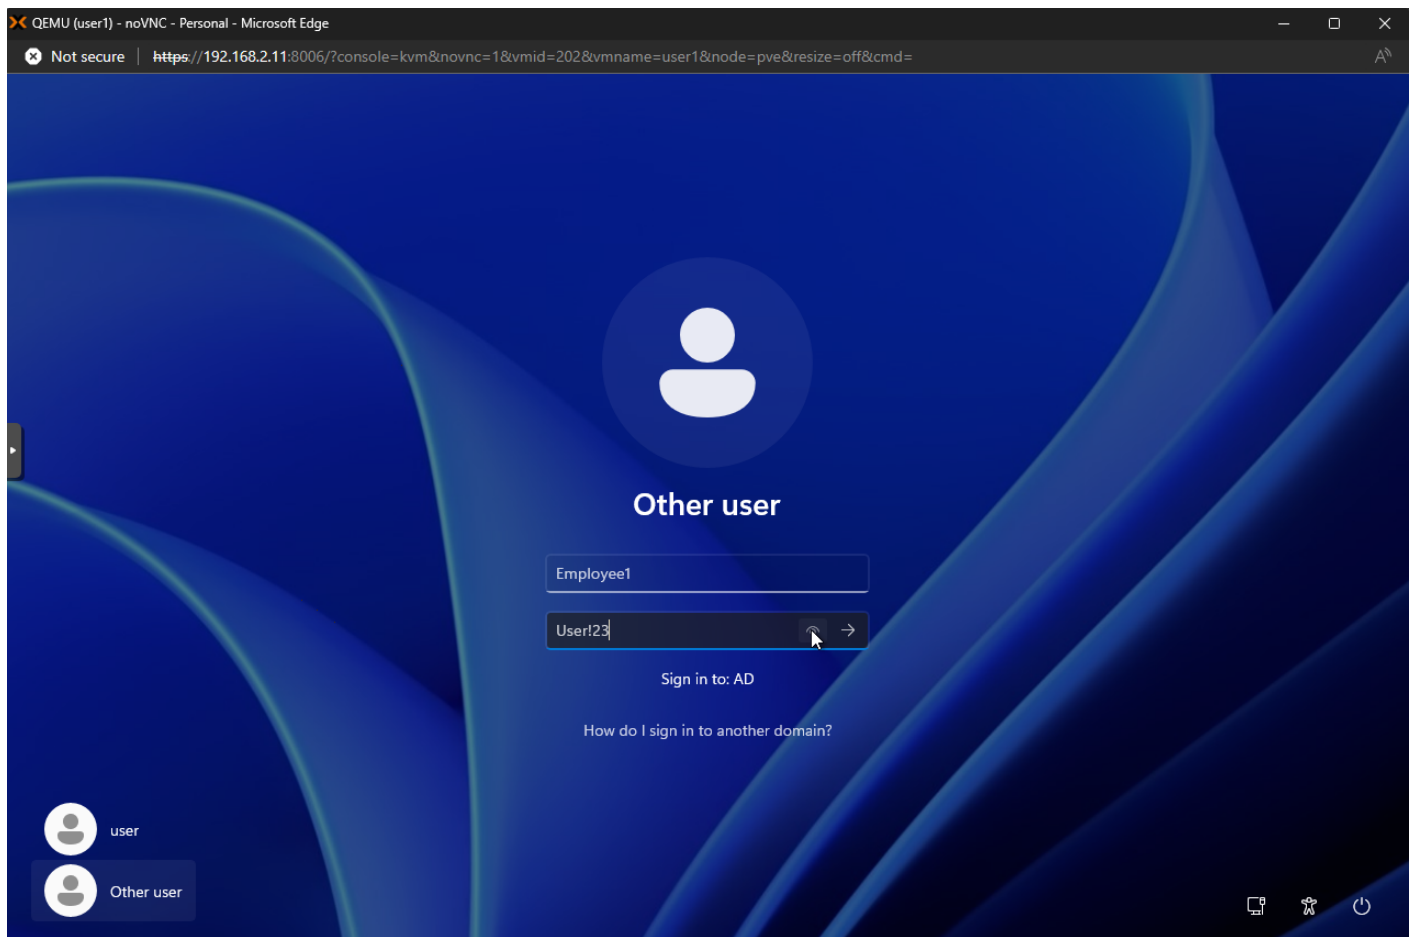 QEMU (user1) - noVNC - Personal - Microsoft Edge
Not secure https://192.168.2.11:8006/?console=kvm&novnc=1&vmid=202&vmname=user1&node=pve&resize=off&cmd=
Other user
Employee1
User!23
Sign in to: AD
How do I sign in to another domain?
user
Other user